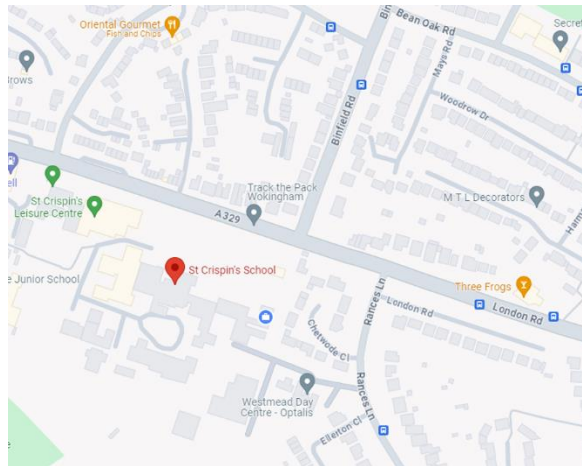 Oriental Gourmet
Fish and Chips
Bean Oak Rd
Secret
Brows
Mays Rd
Binfield Rd
Woodrow Dr
ell
St Crispin's
Leisure Centre
Track the Pack
Wokingham
A329
M T L Decorators
St Crispin's School
e Junior School
Three Frogs
London Rd
London Rd
Rances Ln
Chetwode Cl
Westmead Day
Centre - Optalis
Rances Ln
Ellerton Cl
e